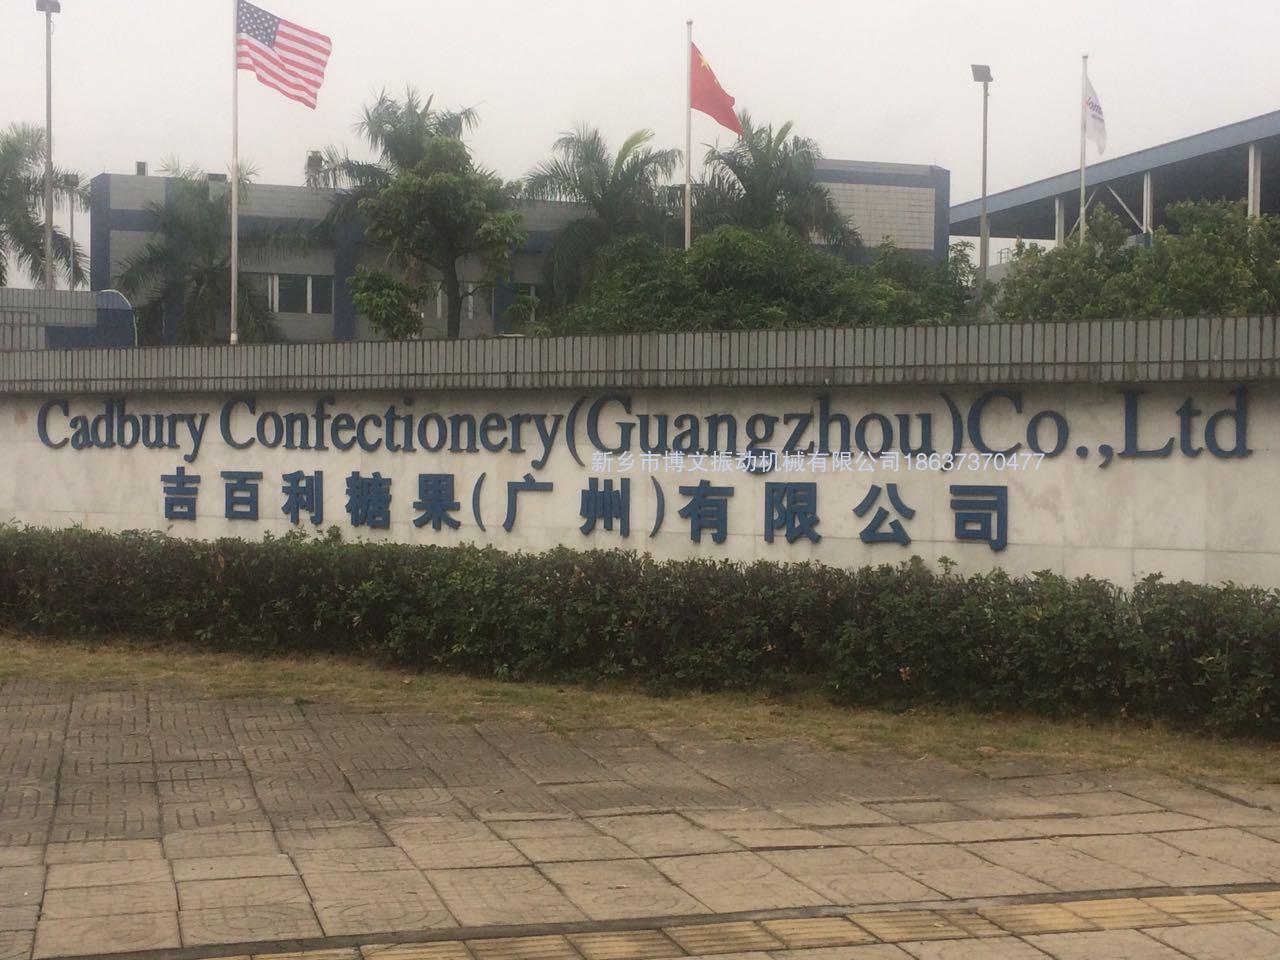 Cadbury Confectionery(Guangzhou)Co.,Ltd
新乡市博文振动机械有限公司18637370477
吉百利糖果(广州)有限公司